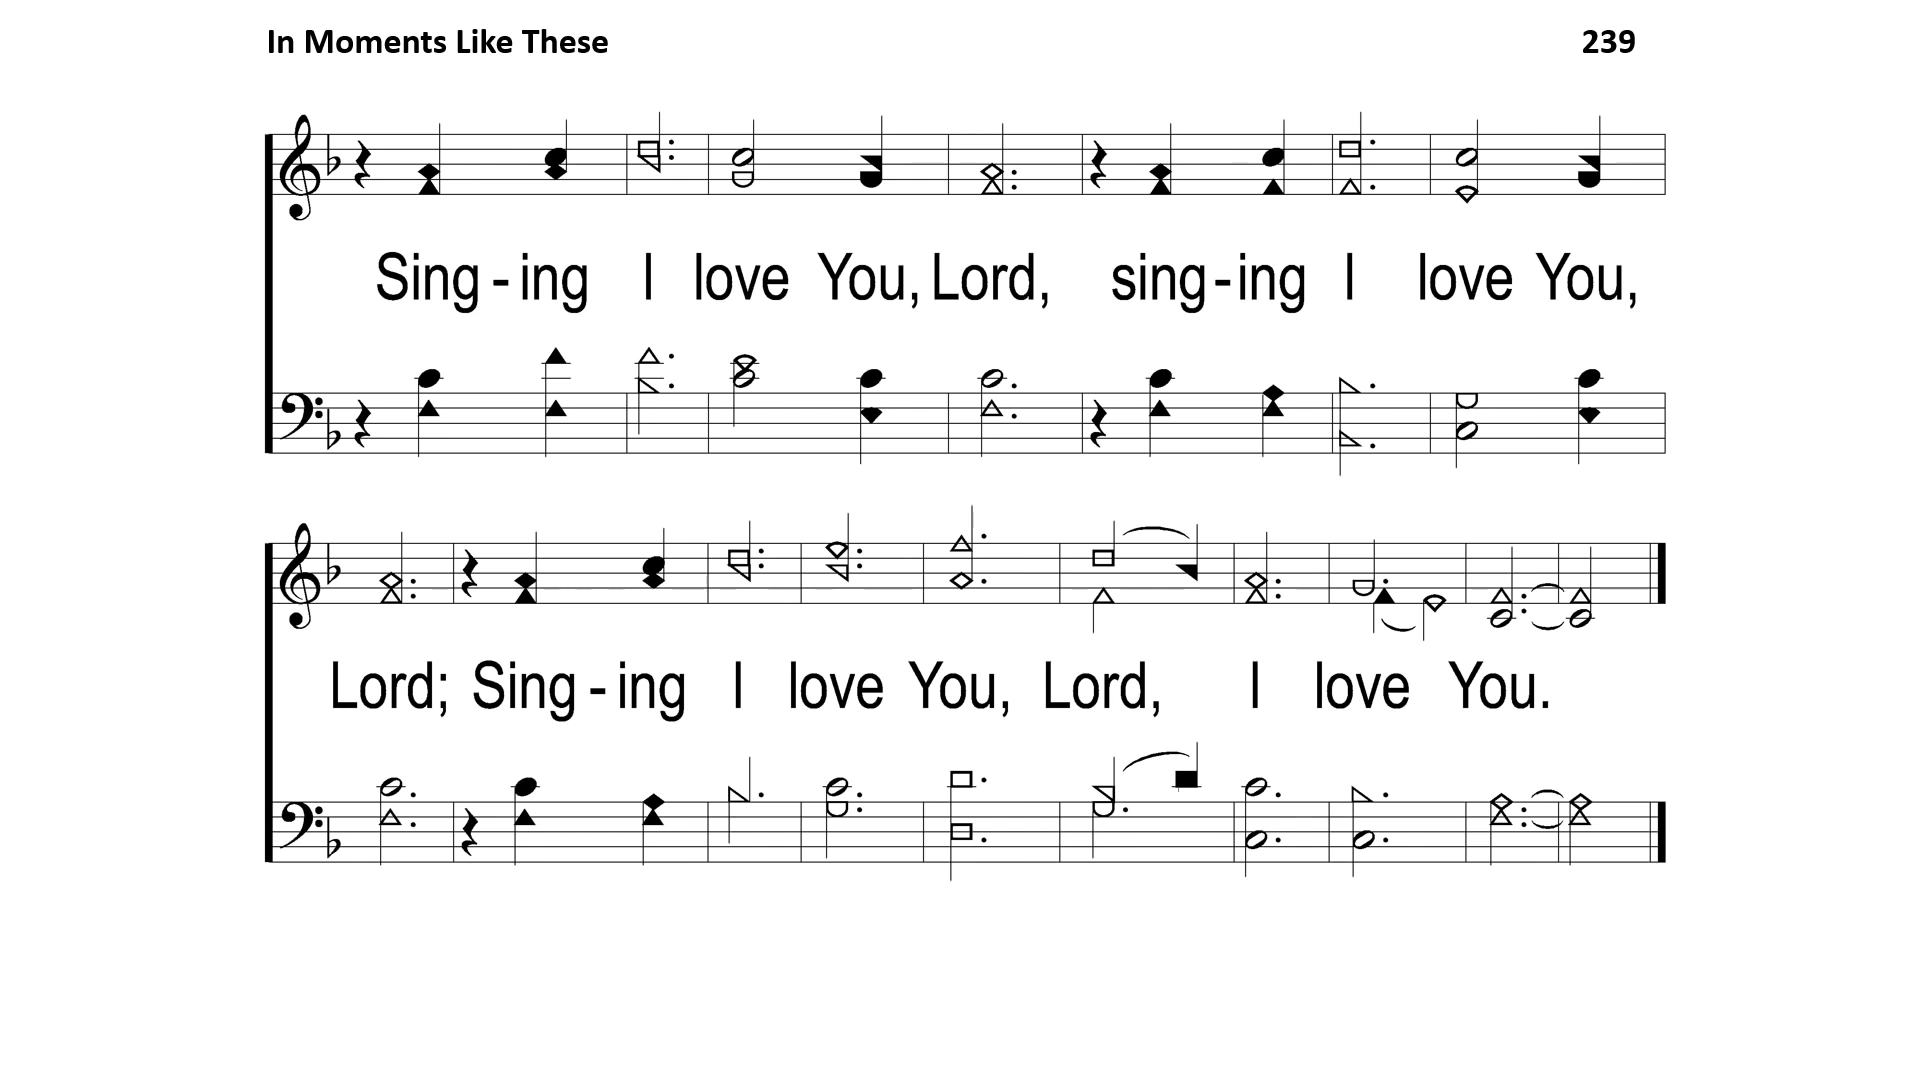 In Moments Like These 239
Sing - ing I love You, Lord, sing - ing I love You,
Lord; Sing - ing I love You, Lord, I love You.